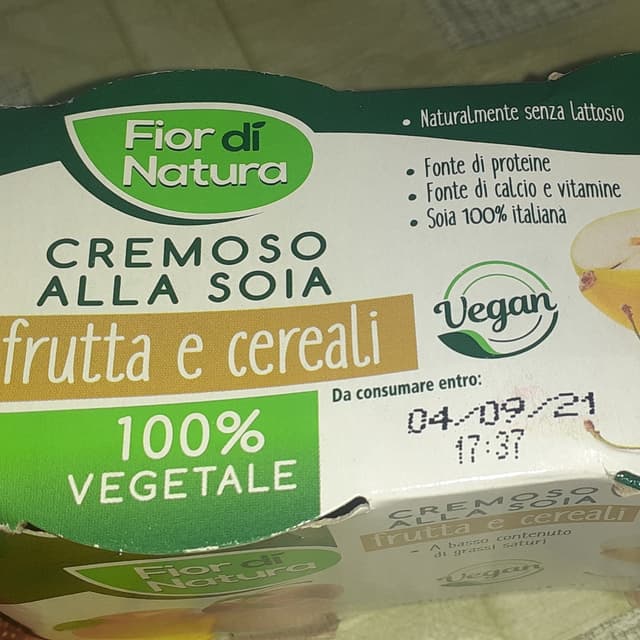 Fior di
Natura
CREMOSO
ALLA SOIA
frutta e cereali
100%
VEGETALE
• Naturalmente senza lattosio
• Fonte di proteine
• Fonte di calcio e vitamine
• Soia 100% italiana
Vegan
Da consumare entro:
04/09/21
17:37
CREMOSO
ALLA SOIA
frutta e cereali
• A basso contenuto
di grassi saturi
Fior di
Natura
Vegan